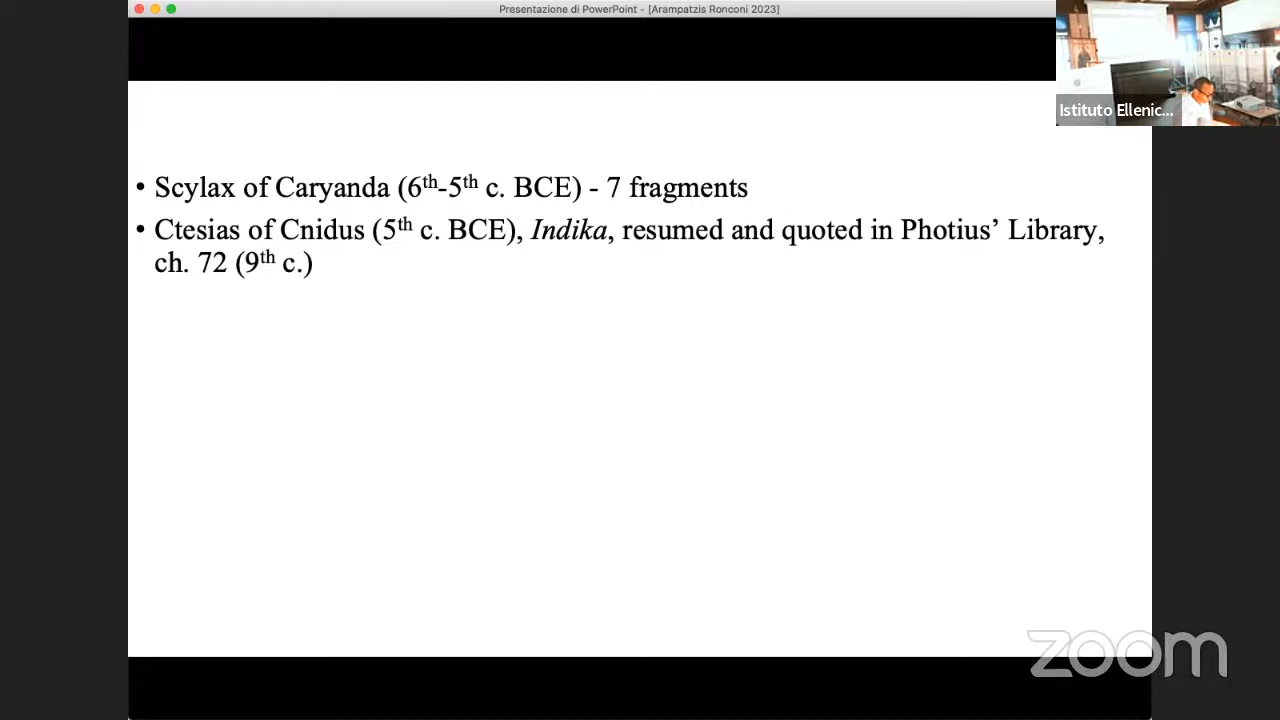 Presentazione di PowerPoint - [Arampatzis Ronconi 2023]
Istituto Ellenic...
• Scylax of Caryanda (6th-5th c. BCE) - 7 fragments
• Ctesias of Cnidus (5th c. BCE), Indika, resumed and quoted in Photius’ Library,
ch. 72 (9th c.)
zoom